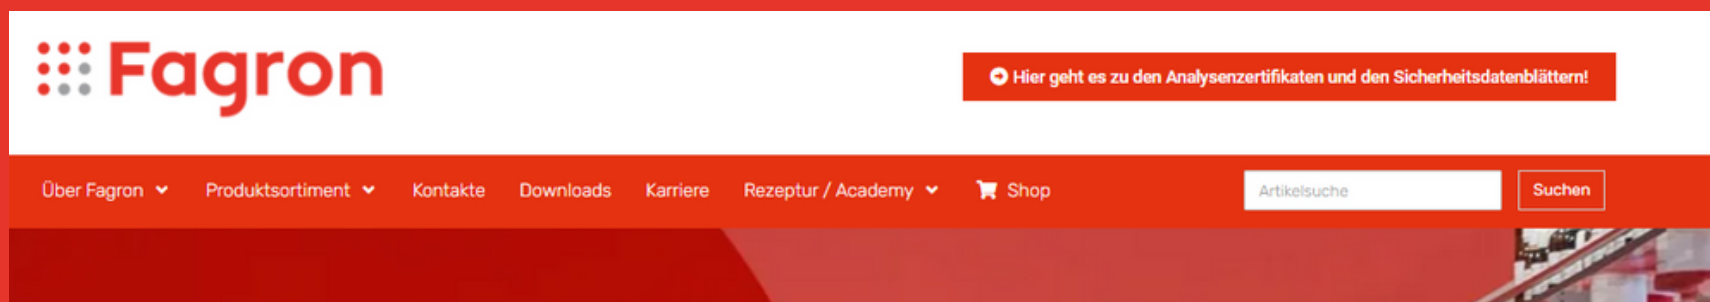 Fagron
Hier geht es zu den Analysenzertifikaten und den Sicherheitsdatenblättern!
Über Fagron Produktsortiment Kontakte Downloads Karriere Rezeptur / Academy Shop Artikelsuche Suchen